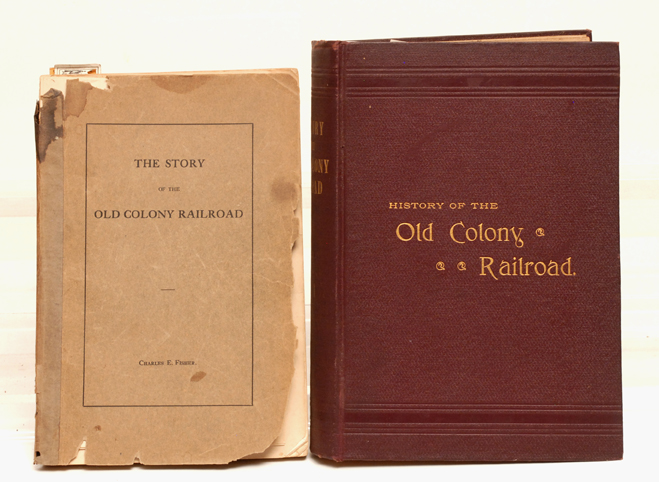 THE STORY
OF THE
OLD COLONY RAILROAD
CHARLES E. FISHER.
HISTORY OF THE
Old Colony
Railroad.